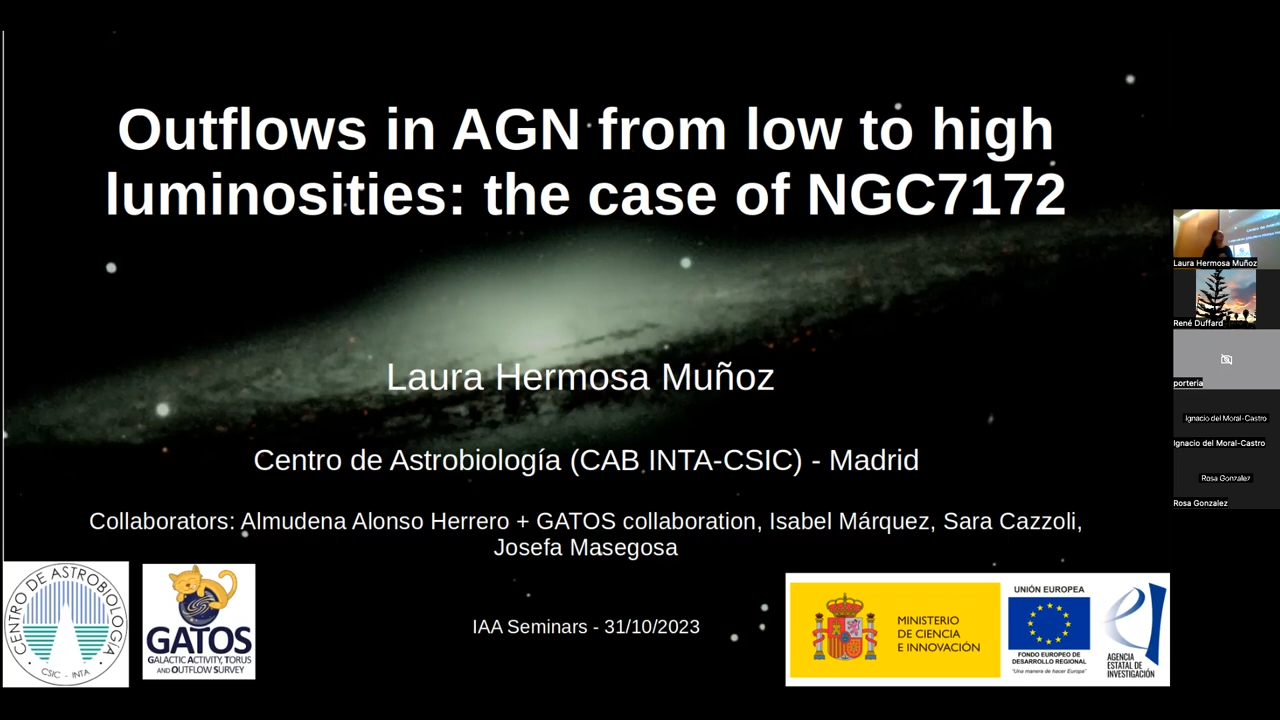 Outflows in AGN from low to high
luminosities: the case of NGC7172
Laura Hermosa Muñoz
Centro de Astrobiología (CAB INTA-CSIC) - Madrid
Collaborators: Almudena Alonso Herrero + GATOS collaboration, Isabel Márquez, Sara Cazzoli,
Josefa Masegosa
IAA Seminars - 31/10/2023
CENTRO DE ASTROBIOLOGÍA
· CSIC - INTA ·
GATOS
GALACTIC ACTIVITY, TORUS
AND OUTFLOW SURVEY
MINISTERIO
DE CIENCIA
E INNOVACIÓN
UNIÓN EUROPEA
FONDO EUROPEO DE
DESARROLLO REGIONAL
"Una manera de hacer Europa"
AGENCIA
ESTATAL DE
INVESTIGACIÓN
Laura Hermosa Muñoz
René Duffard
portería
Ignacio del Moral-Castro
Ignacio del Moral-Castro
Rosa Gonzalez
Rosa Gonzalez